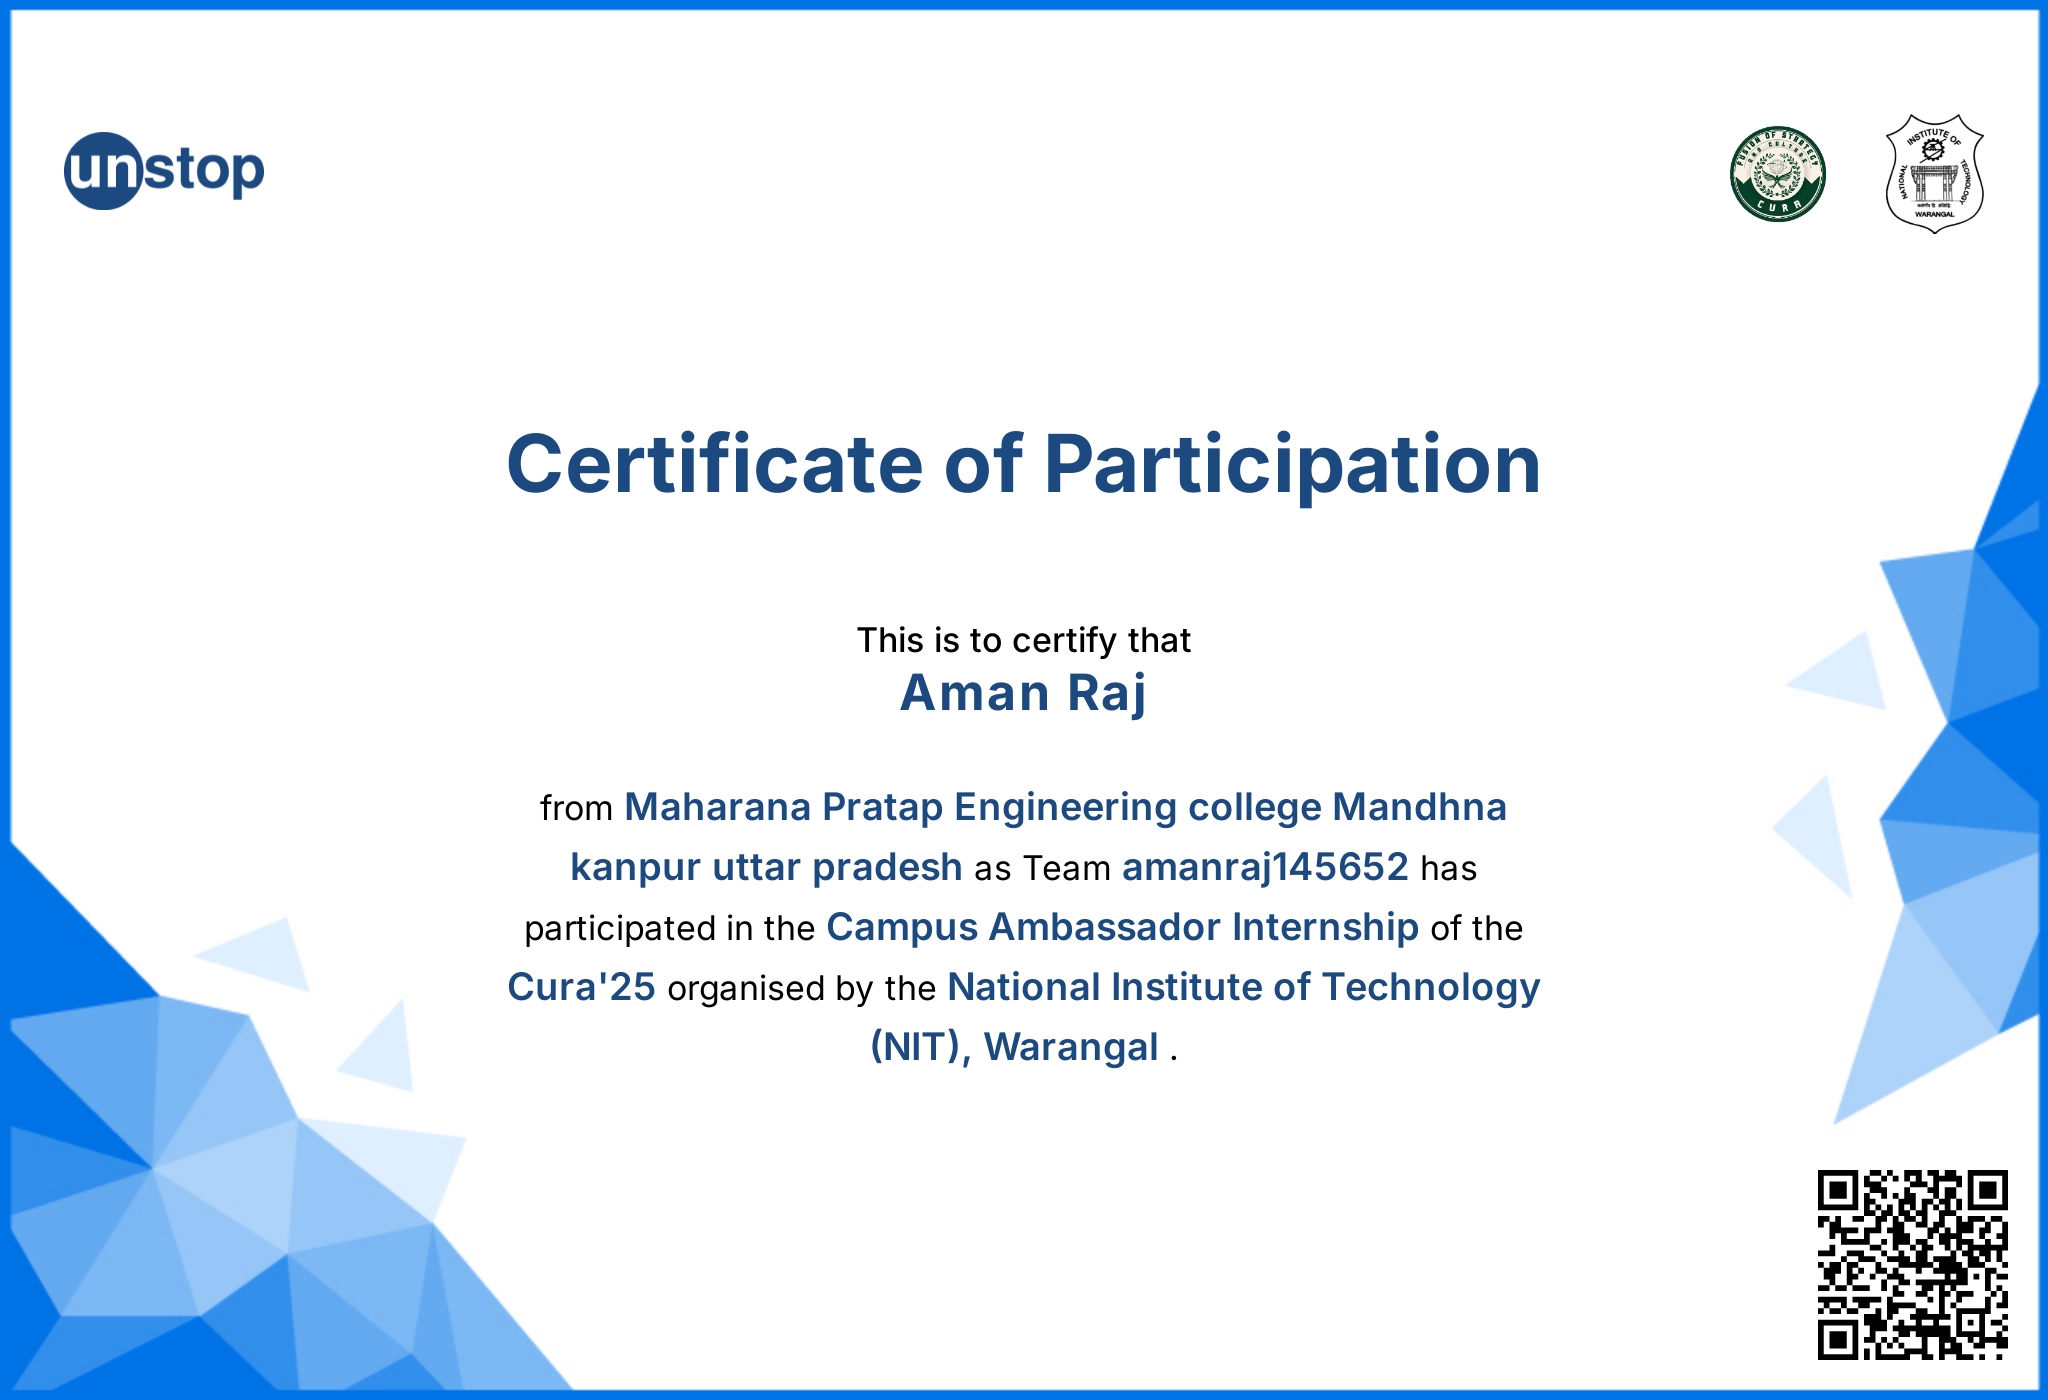 unstop
FUSION OF STRATEGY
AND CULTURE
CURA
INSTITUTE OF
NATIONAL
TECHNOLOGY
WARANGAL
Certificate of Participation
This is to certify that
Aman Raj
from Maharana Pratap Engineering college Mandhna
kanpur uttar pradesh as Team amanraj145652 has
participated in the Campus Ambassador Internship of the
Cura'25 organised by the National Institute of Technology
(NIT), Warangal .